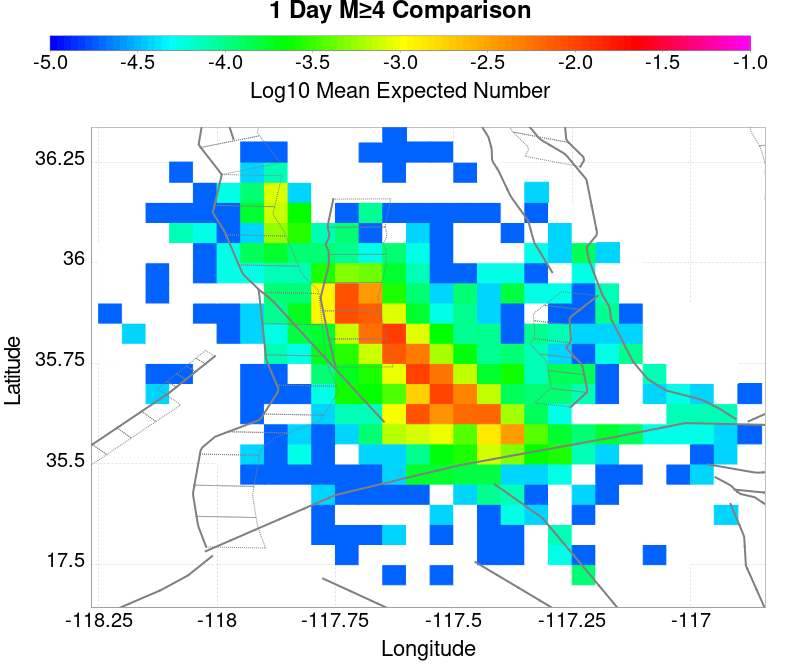 1 Day M≥4 Comparison
-5.0 -4.5 -4.0 -3.5 -3.0 -2.5 -2.0 -1.5 -1.0
Log10 Mean Expected Number
36.25
36
35.75
35.5
17.5
Latitude
-118.25 -118 -117.75 -117.5 -117.25 -117
Longitude